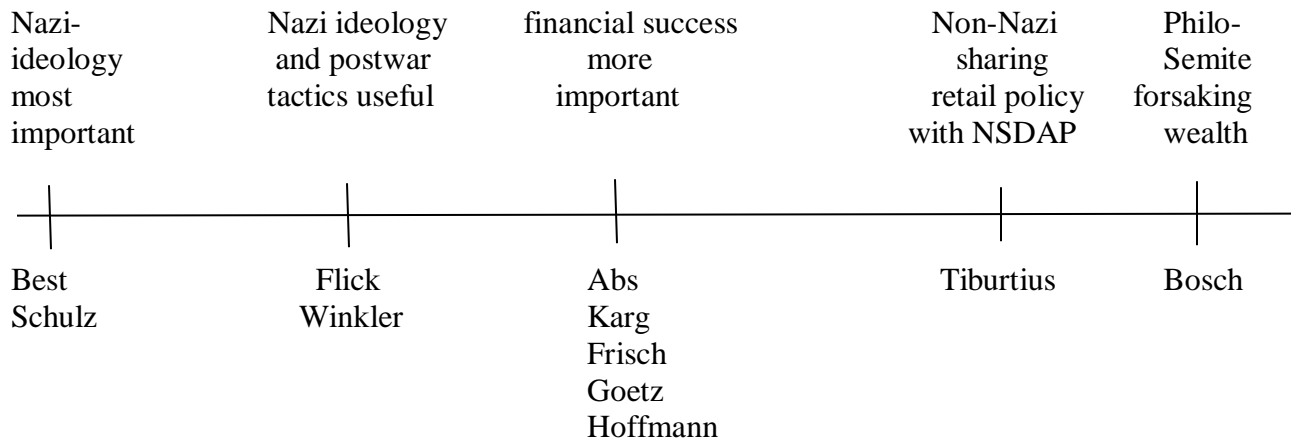 Nazi-
ideology
most
important
Nazi ideology
and postwar
tactics useful
financial success
more
important
Non-Nazi
sharing
retail policy
with NSDAP
Philo-
Semite
forsaking
wealth
Best
Schulz
Flick
Winkler
Abs
Karg
Frisch
Goetz
Hoffmann
Tiburtius
Bosch